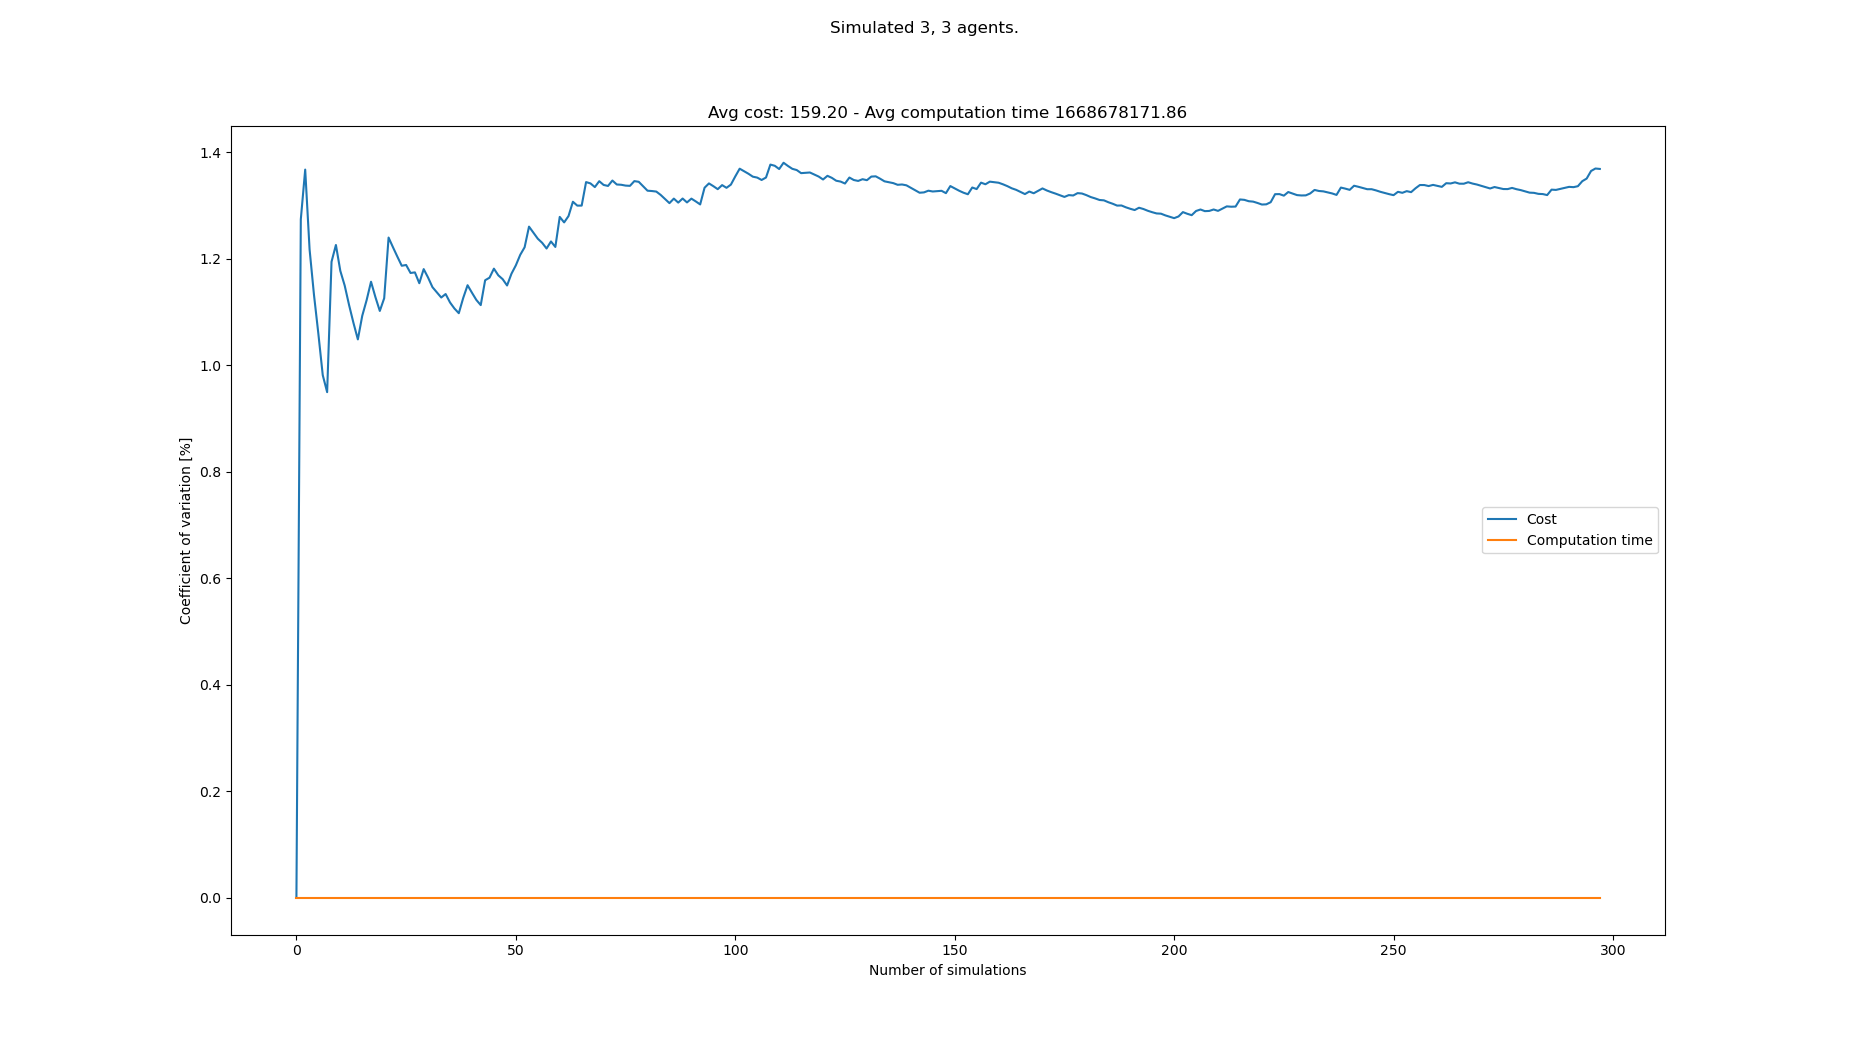 Simulated 3, 3 agents.
Avg cost: 159.20 - Avg computation time 1668678171.86
1.4
1.2
1.0
0.8
0.6
0.4
0.2
0.0
Coefficient of variation [%]
Cost
Computation time
0 50 100 150 200 250 300
Number of simulations